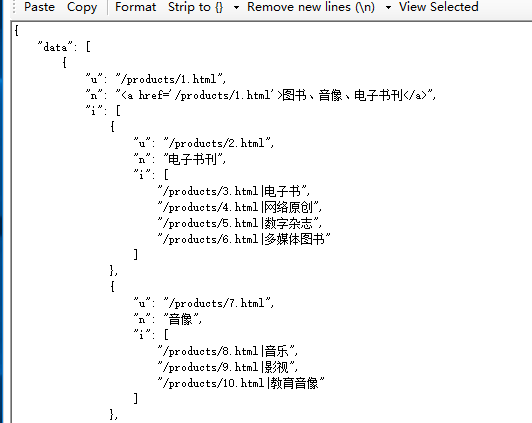 Paste Copy Format Strip to {} Remove new lines (\n) View Selected
{
"data": [
{
"u": "/products/1.html",
"n": "<a href='/products/1.html'>图书、音像、电子书刊</a>",
"i": [
{
"u": "/products/2.html",
"n": "电子书刊",
"i": [
"/products/3.html|电子书",
"/products/4.html|网络原创",
"/products/5.html|数字杂志",
"/products/6.html|多媒体图书"
]
},
{
"u": "/products/7.html",
"n": "音像",
"i": [
"/products/8.html|音乐",
"/products/9.html|影视",
"/products/10.html|教育音像"
]
},